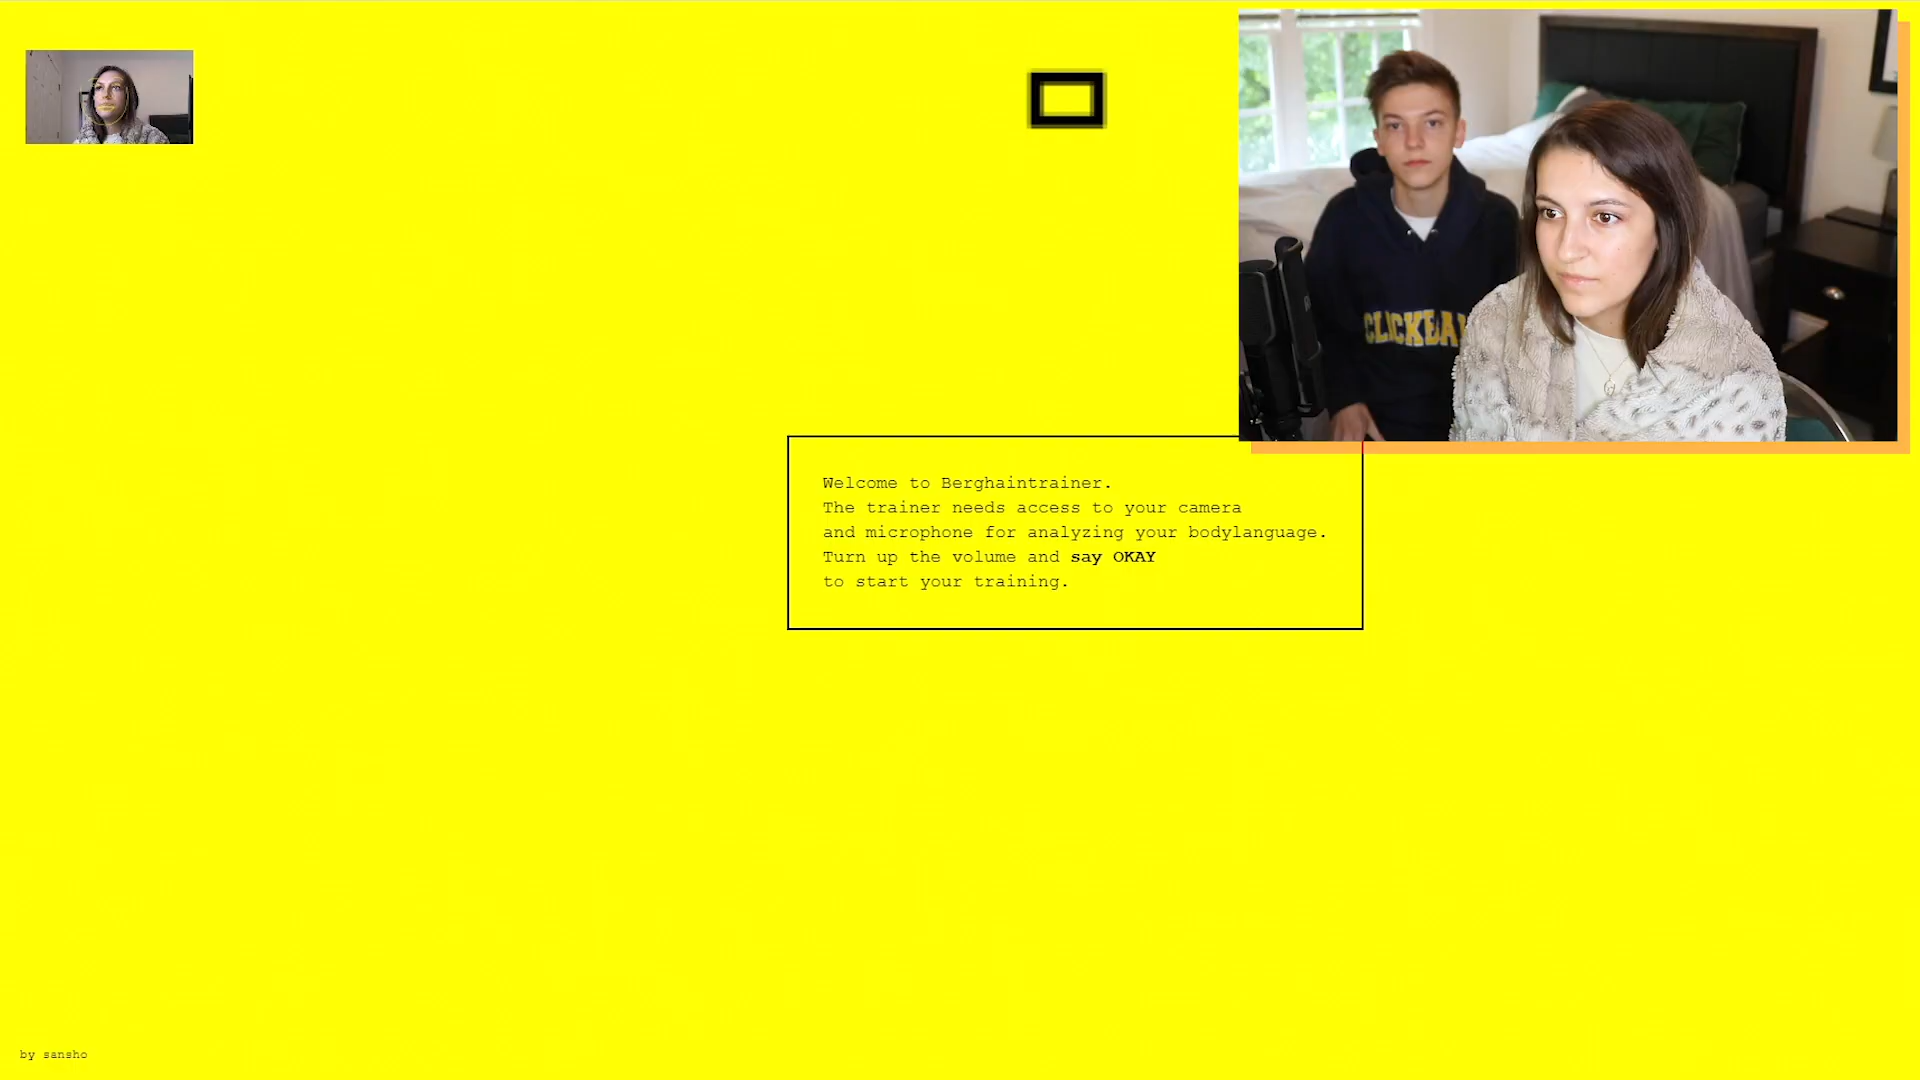 CLICKBA
Welcome to Berghaintrainer.
The trainer needs access to your camera
and microphone for analyzing your bodylanguage.
Turn up the volume and say OKAY
to start your training.
by sansho